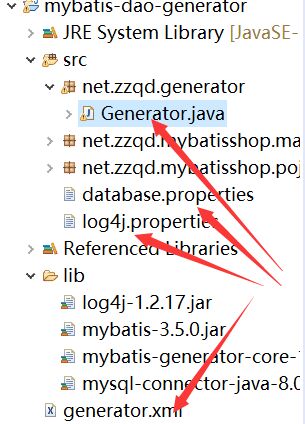 mybatis-dao-generator
JRE System Library [JavaSE-
src
net.zzqd.generator
Generator.java
net.zzqd.mybatisshop.ma
net.zzqd.mybatisshop.poj
database.properties
log4j.properties
Referenced Libraries
lib
log4j-1.2.17.jar
mybatis-3.5.0.jar
mybatis-generator-core-1
mysql-connector-java-8.0
generator.xml